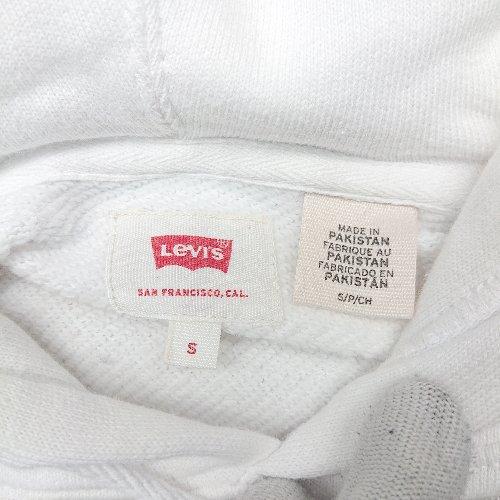 LEVI'S
SAN FRANCISCO, CAL.
S
MADE IN
PAKISTAN
FABRIQUE AU
PAKISTAN
FABRICADO EN
PAKISTÁN
S/P/CH